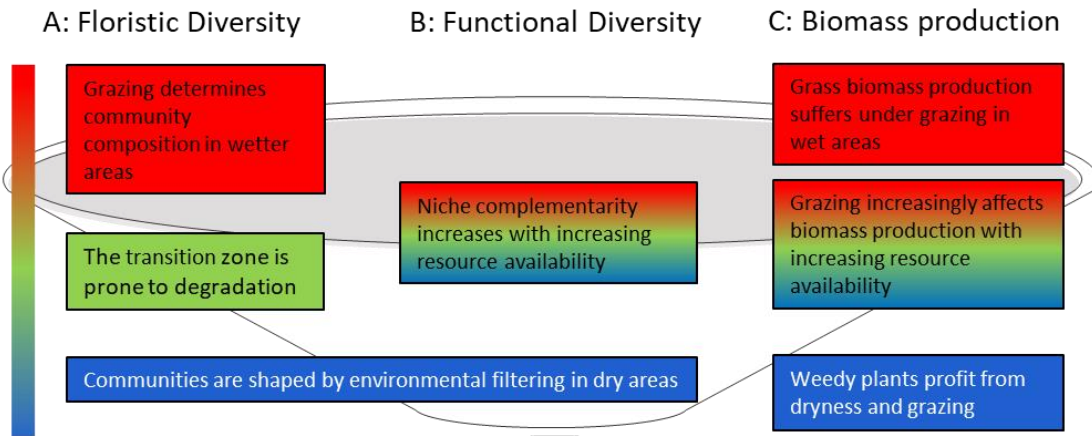 A: Floristic Diversity
B: Functional Diversity
C: Biomass production
Grazing determines
community
composition in wetter
areas
Grass biomass production
suffers under grazing in
wet areas
Niche complementarity
increases with increasing
resource availability
Grazing increasingly affects
biomass production with
increasing resource
availability
The transition zone is
prone to degradation
Communities are shaped by environmental filtering in dry areas
Weedy plants profit from
dryness and grazing